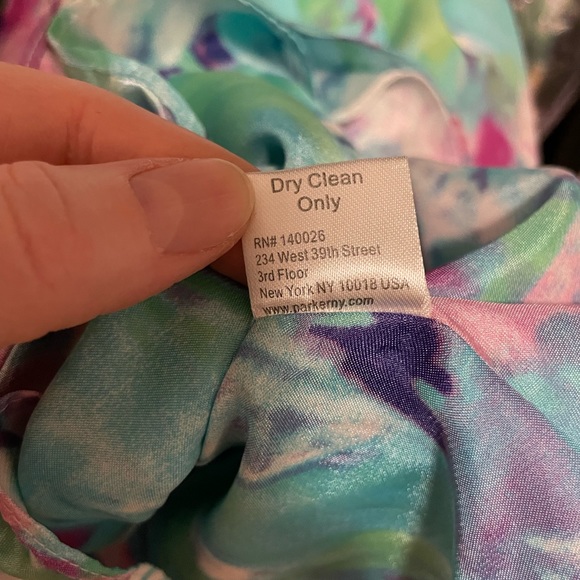 Dry Clean
Only
RN# 140026
234 West 39th Street
3rd Floor
New York NY 10018 USA
www.parkerny.com